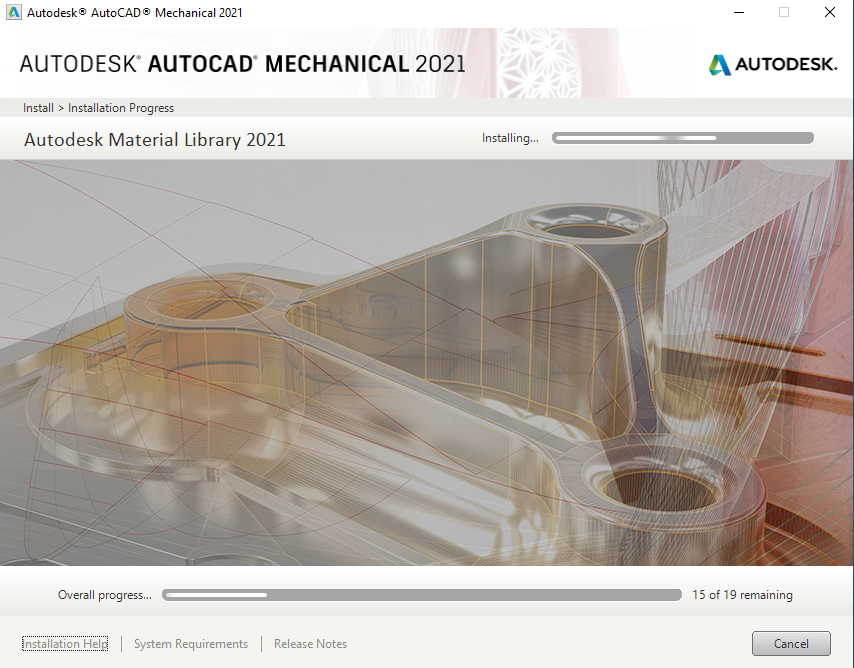 Autodesk® AutoCAD® Mechanical 2021
AUTODESK® AUTOCAD® MECHANICAL 2021
AUTODESK.
Install > Installation Progress
Autodesk Material Library 2021
Installing...
Overall progress...
15 of 19 remaining
Installation Help
System Requirements
Release Notes
Cancel